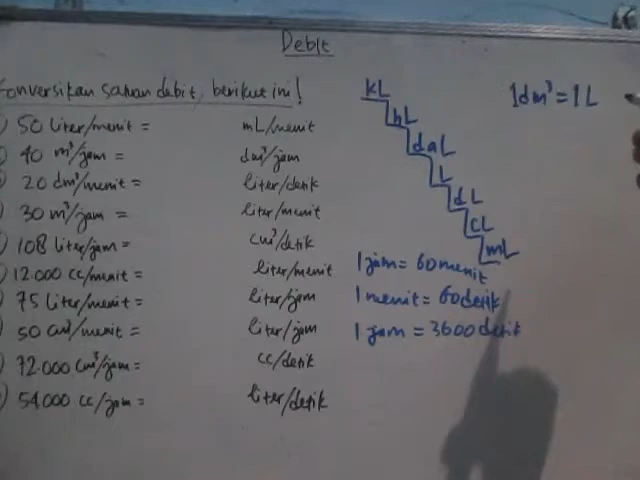 Debit
Konversikan satuan debit, berikut ini!
) 50 liter/menit = mL/menit
) 40 m³/jam = dm³/jam
) 20 dm³/menit = liter/detik
) 30 m³/jam = liter/menit
) 108 liter/jam = cm³/detik
) 12.000 cc/menit = liter/menit
) 75 liter/menit = liter/jam
) 50 cm³/menit = liter/jam
) 72.000 cm³/jam = cc/detik
) 54.000 cc/jam = liter/detik
kL
hL
daL
L
dL
cL
mL
1 jam = 60 menit
1 menit = 60 detik
1 jam = 3600 detik
1 dm³ = 1 L